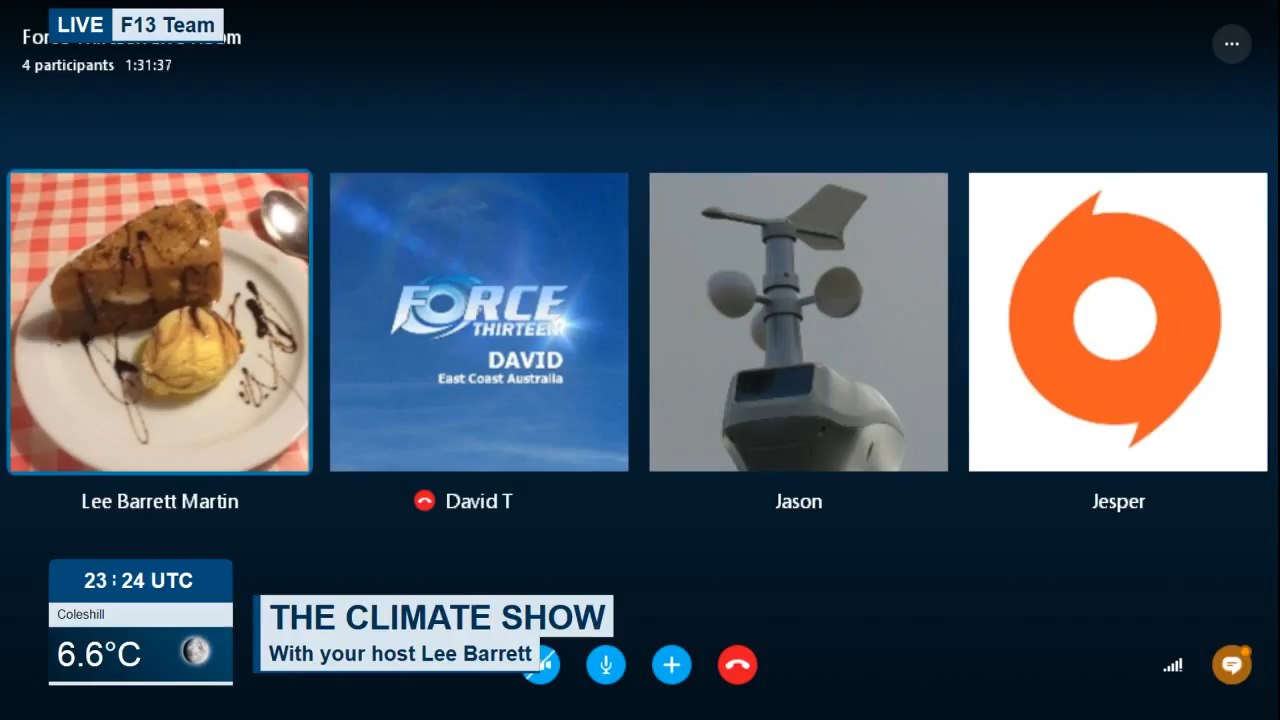 LIVE F13 Team
4 participants 1:31:37
FORCE
THIRTEEN
DAVID
East Coast Australia
Lee Barrett Martin
David T
Jason
Jesper
23:24 UTC
Coleshill
6.6°C
THE CLIMATE SHOW
With your host Lee Barrett